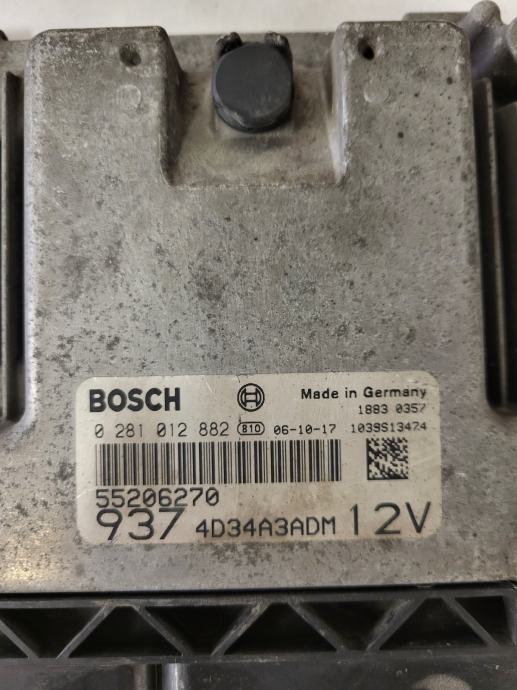 BOSCH Made in Germany
1883 0357
0 281 012 882 810 06-10-17 1039S13474
55206270
937 4D34A3ADM 12V